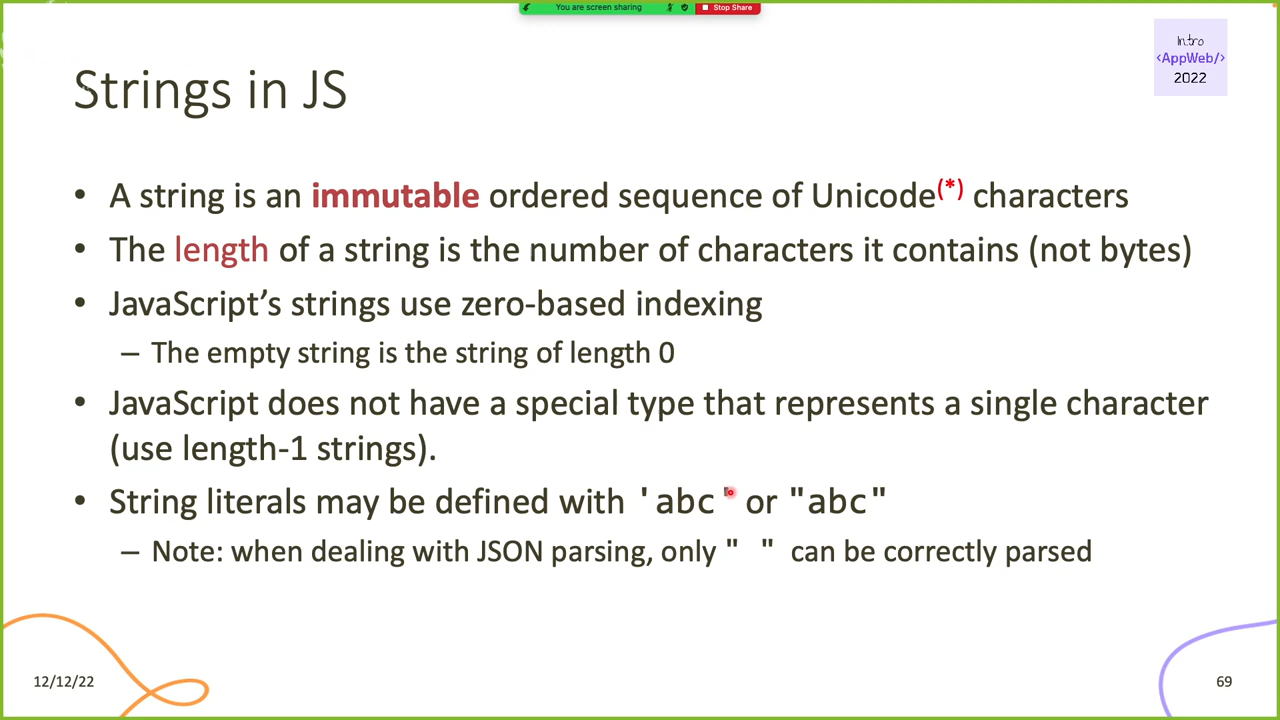 You are screen sharing
Stop Share
Intro
<AppWeb/>
2022
Strings in JS
• A string is an immutable ordered sequence of Unicode(*) characters
• The length of a string is the number of characters it contains (not bytes)
• JavaScript’s strings use zero-based indexing
– The empty string is the string of length 0
• JavaScript does not have a special type that represents a single character
(use length-1 strings).
• String literals may be defined with 'abc' or "abc"
– Note: when dealing with JSON parsing, only " " can be correctly parsed
12/12/22
69